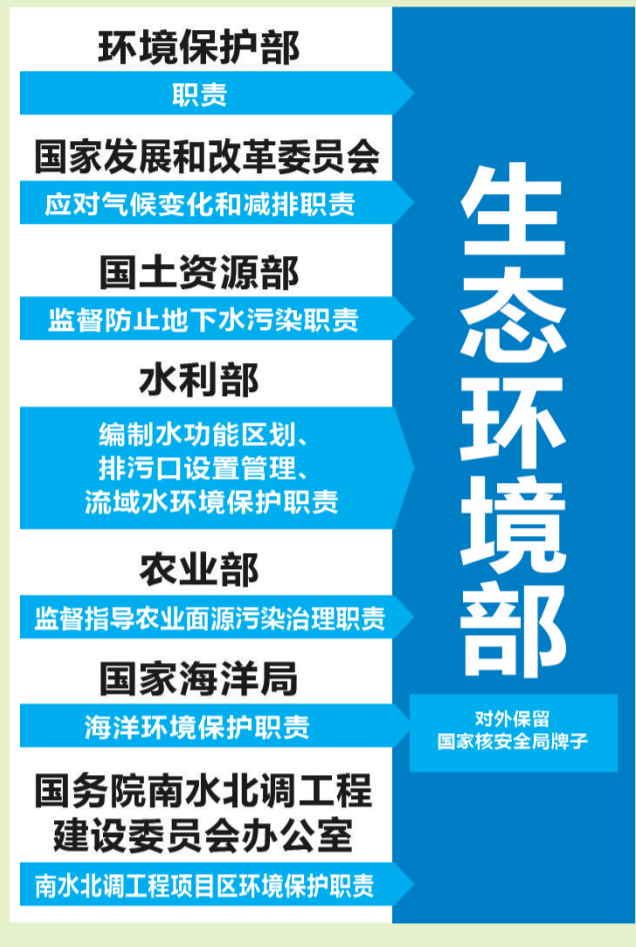 环境保护部
职责
国家发展和改革委员会
应对气候变化和减排职责
国土资源部
监督防止地下水污染职责
水利部
编制水功能区划、
排污口设置管理、
流域水环境保护职责
农业部
监督指导农业面源污染治理职责
国家海洋局
海洋环境保护职责
国务院南水北调工程
建设委员会办公室
南水北调工程项目区环境保护职责
生态环境部
对外保留
国家核安全局牌子